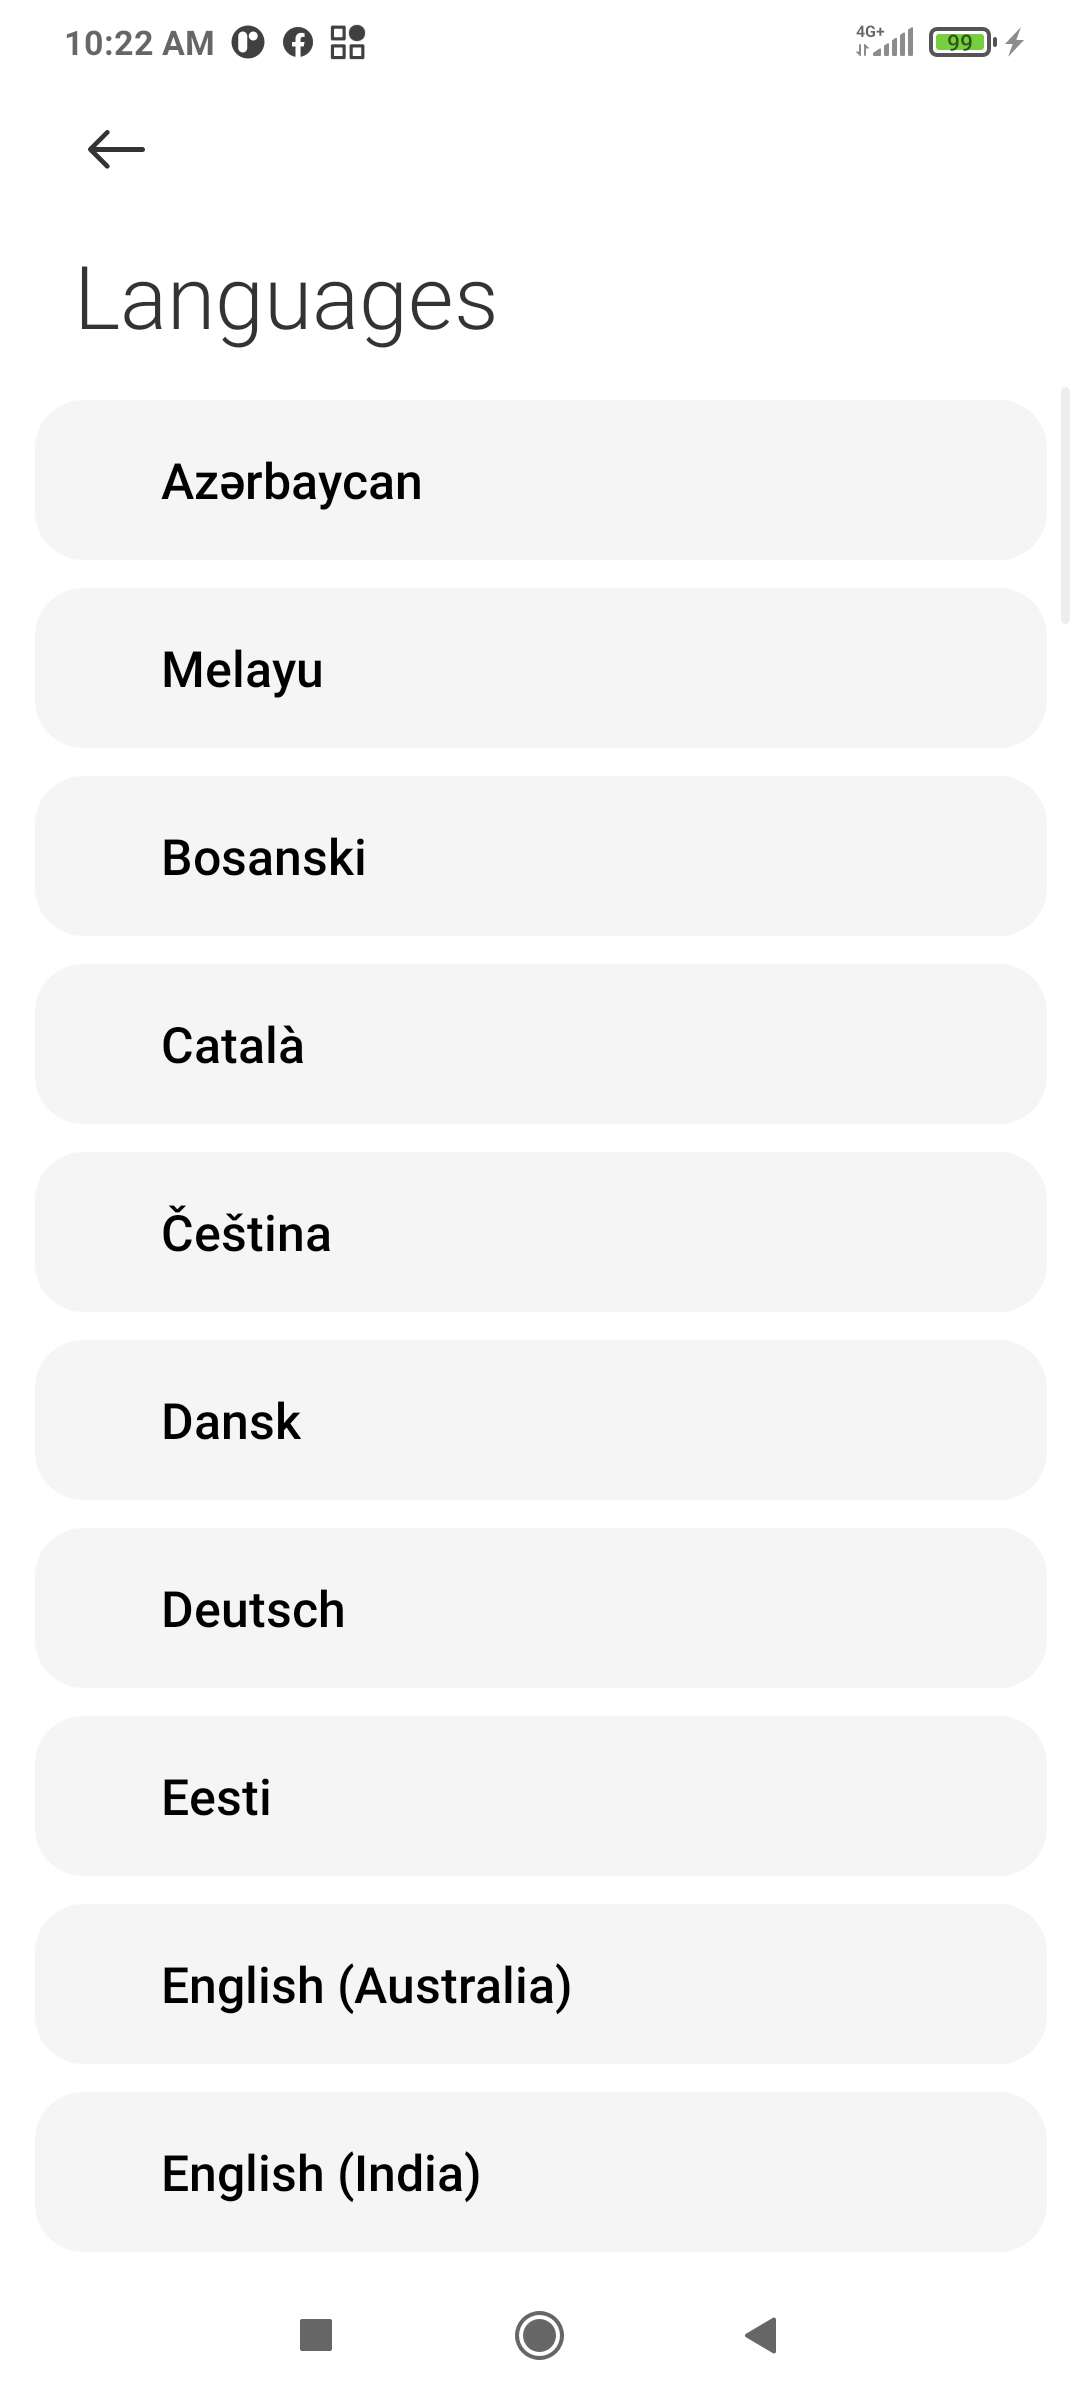 10:22 AM 4G+ 99
Languages
Azərbaycan
Melayu
Bosanski
Català
Čeština
Dansk
Deutsch
Eesti
English (Australia)
English (India)